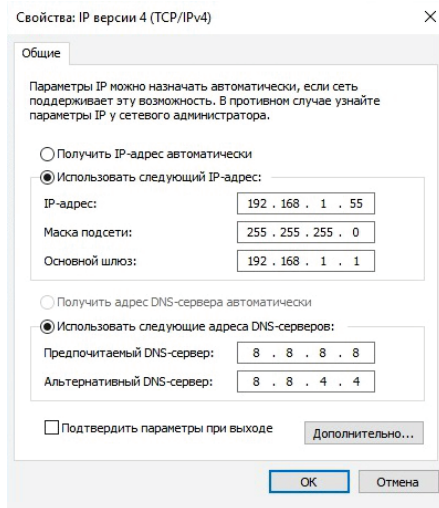 Свойства: IP версии 4 (TCP/IPv4)
Общие
Параметры IP можно назначать автоматически, если сеть
поддерживает эту возможность. В противном случае узнайте
параметры IP у сетевого администратора.
Получить IP-адрес автоматически
Использовать следующий IP-адрес:
IP-адрес: 192 . 168 . 1 . 55
Маска подсети: 255 . 255 . 255 . 0
Основной шлюз: 192 . 168 . 1 . 1
Получить адрес DNS-сервера автоматически
Использовать следующие адреса DNS-серверов:
Предпочитаемый DNS-сервер: 8 . 8 . 8 . 8
Альтернативный DNS-сервер: 8 . 8 . 4 . 4
Подтвердить параметры при выходе
Дополнительно...
OK Отмена